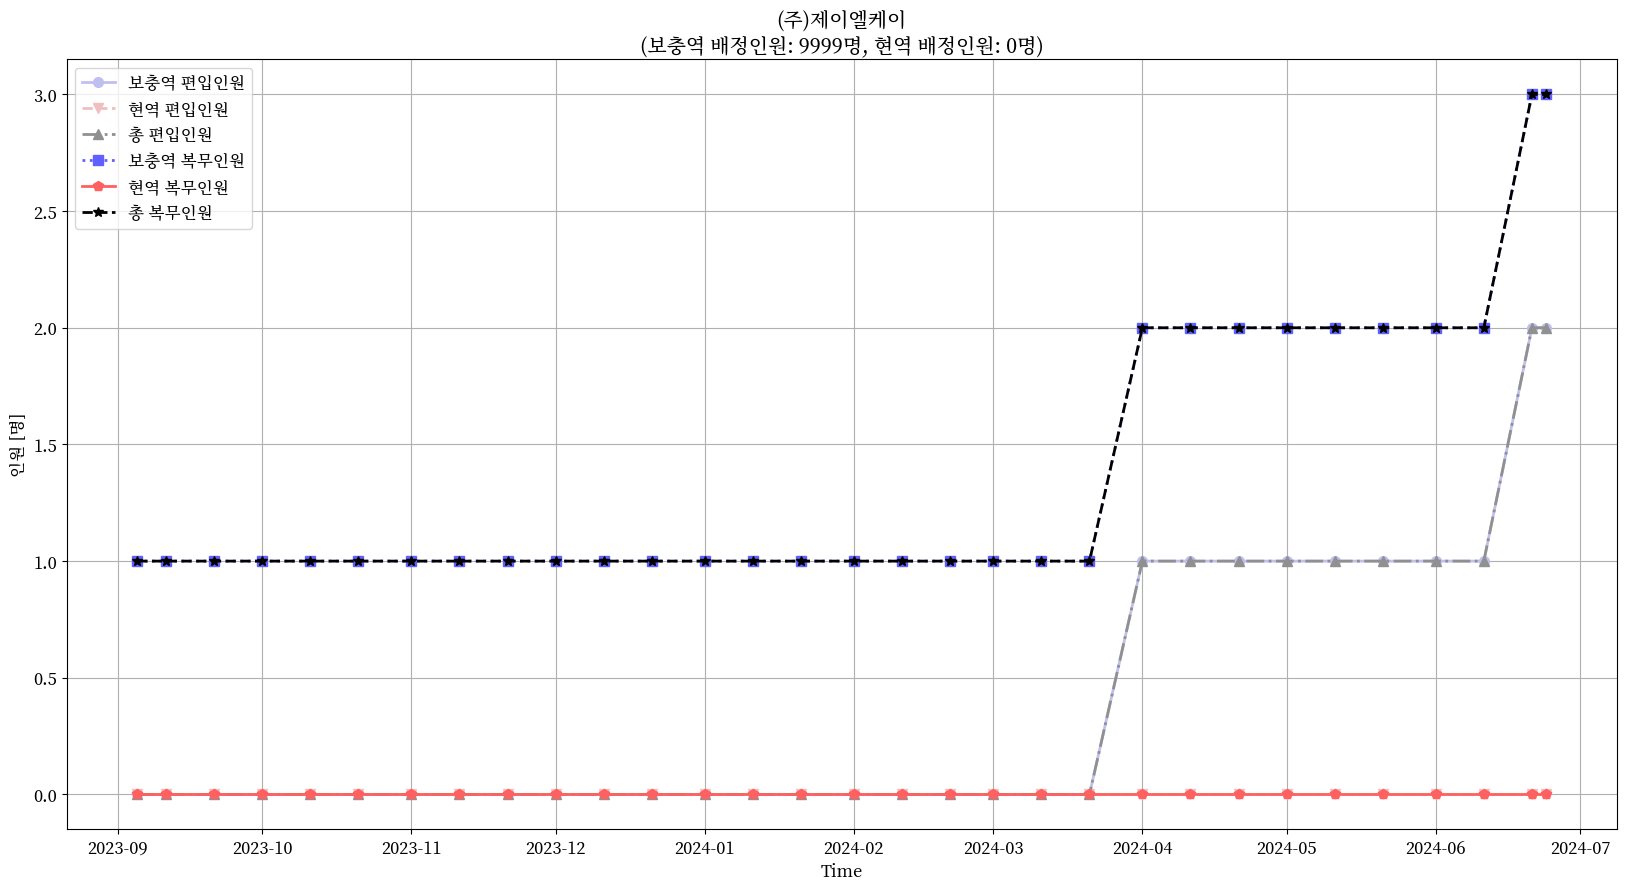 (주)제이엘케이
(보충역 배정인원: 9999명, 현역 배정인원: 0명)
보충역 편입인원
현역 편입인원
총 편입인원
보충역 복무인원
현역 복무인원
총 복무인원
3.0
2.5
2.0
1.5
1.0
0.5
0.0
인원 [명]
2023-09 2023-10 2023-11 2023-12 2024-01 2024-02 2024-03 2024-04 2024-05 2024-06 2024-07
Time